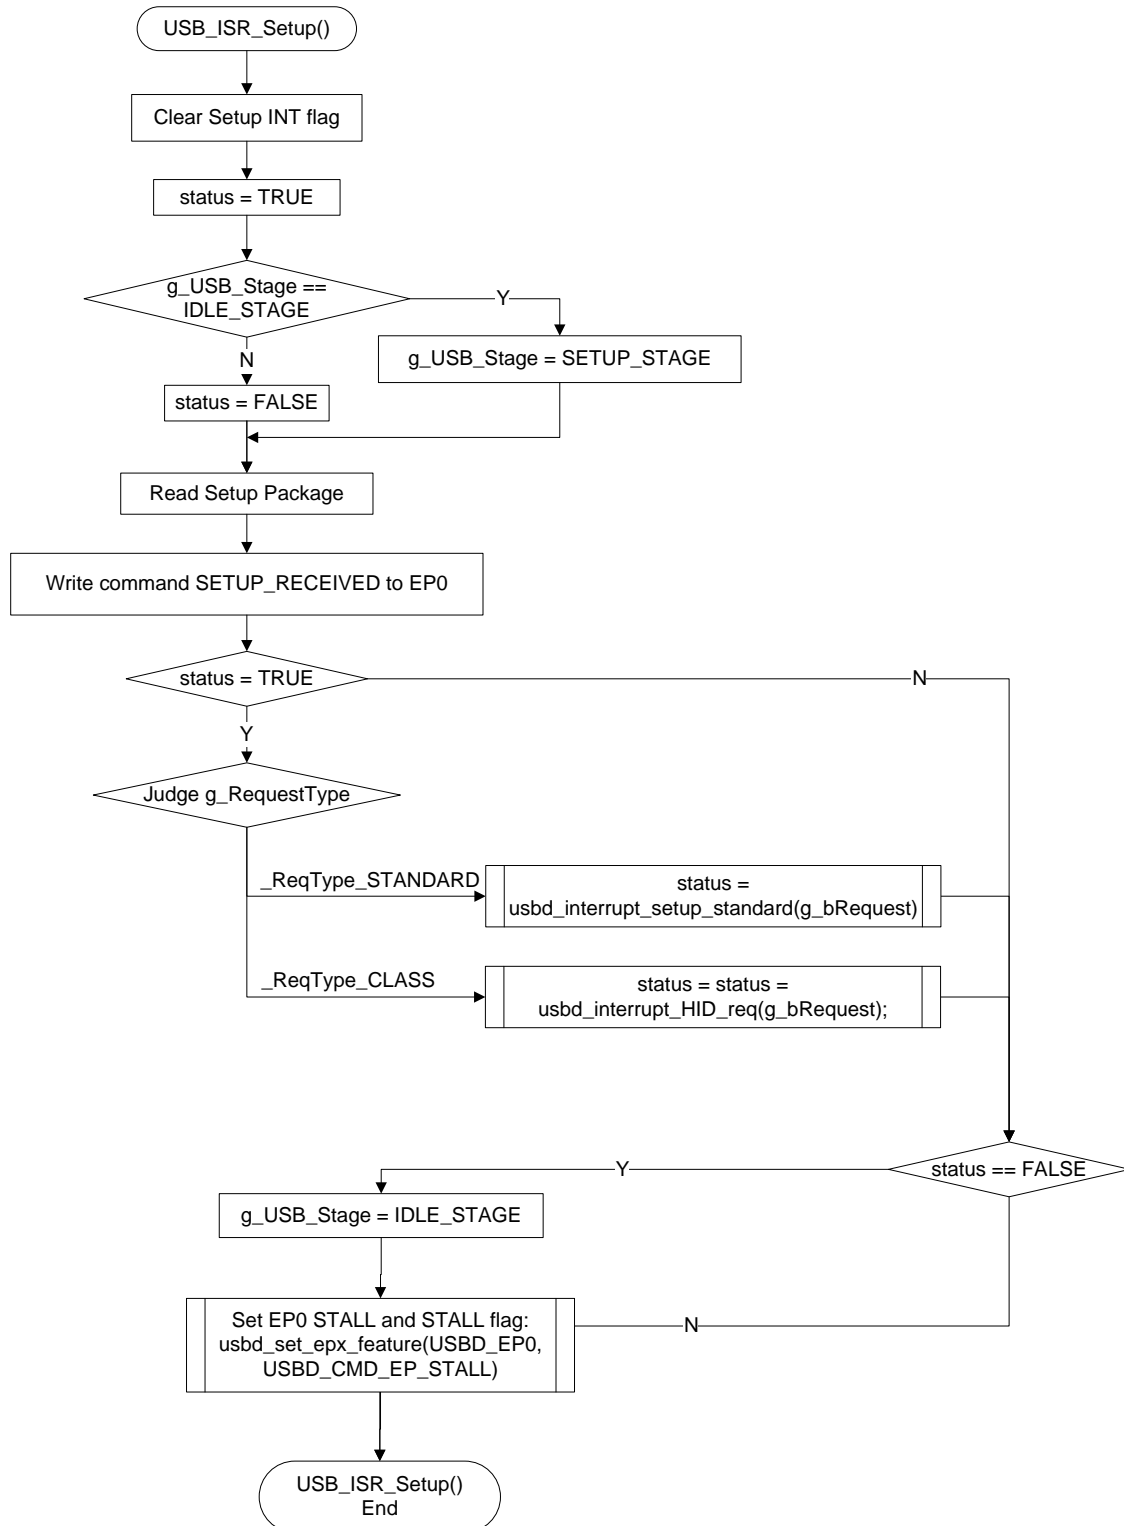 USB_ISR_Setup()
Clear Setup INT flag
status = TRUE
g_USB_Stage ==
IDLE_STAGE
Y
g_USB_Stage = SETUP_STAGE
N
status = FALSE
Read Setup Package
Write command SETUP_RECEIVED to EP0
status = TRUE
N
Y
Judge g_RequestType
_ReqType_STANDARD
status =
usbd_interrupt_setup_standard(g_bRequest)
_ReqType_CLASS
status = status =
usbd_interrupt_HID_req(g_bRequest);
status == FALSE
Y
g_USB_Stage = IDLE_STAGE
Set EP0 STALL and STALL flag:
usbd_set_epx_feature(USBD_EP0,
USBD_CMD_EP_STALL)
N
USB_ISR_Setup()
End